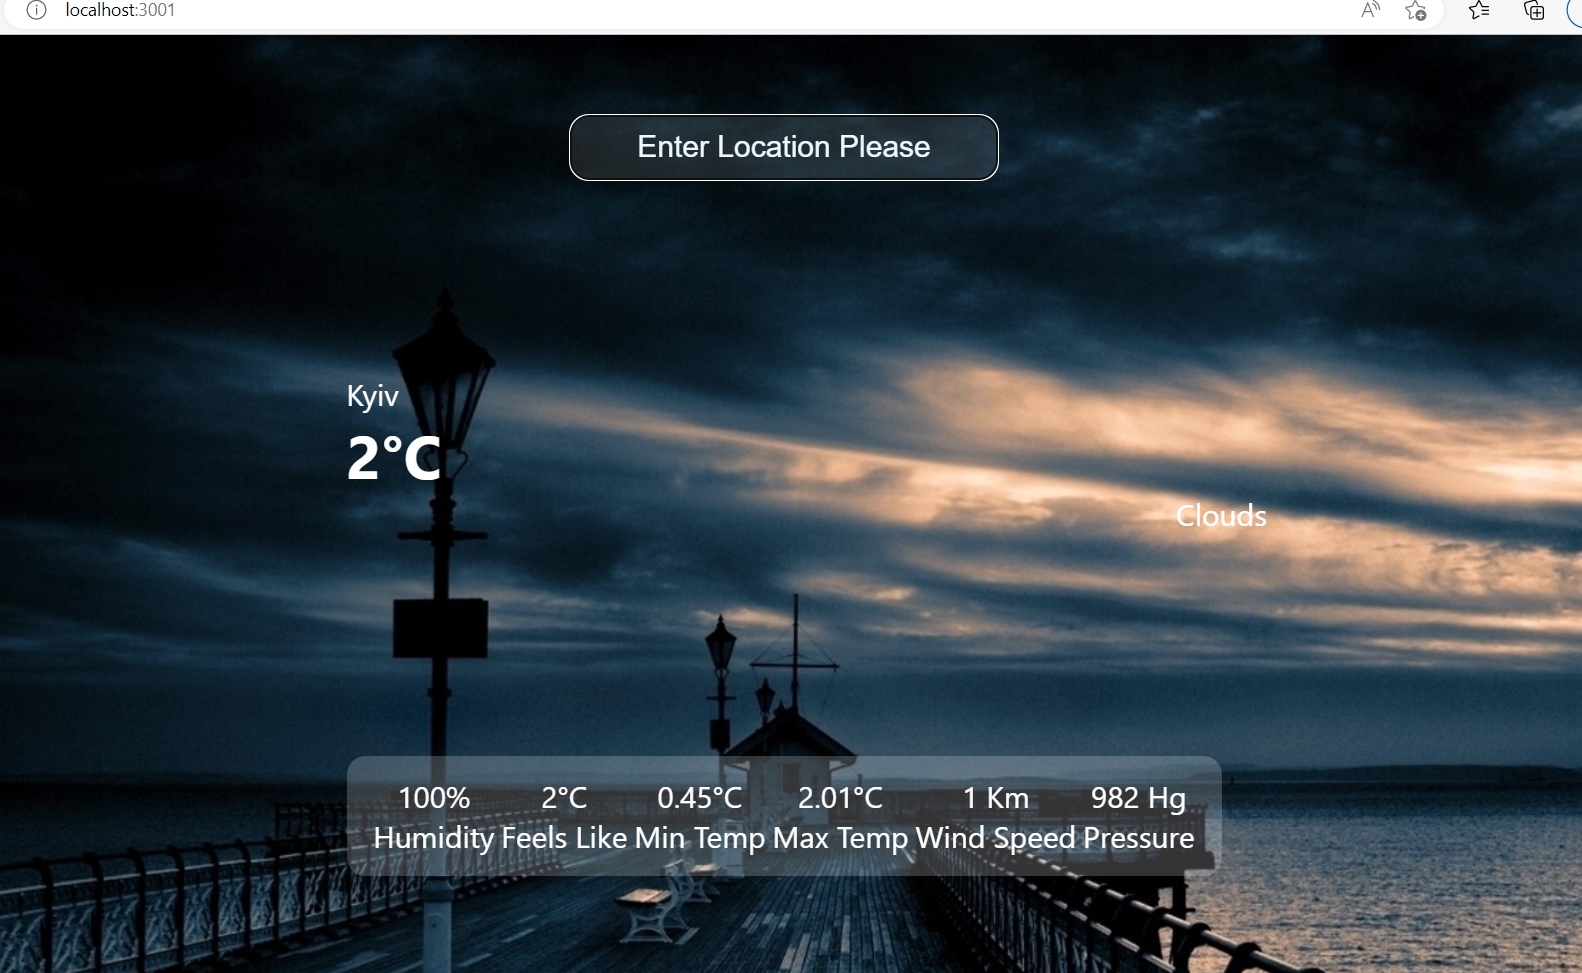 localhost:3001
Enter Location Please
Kyiv
2°C
Clouds
100% 2°C 0.45°C 2.01°C 1 Km 982 Hg
Humidity Feels Like Min Temp Max Temp Wind Speed Pressure